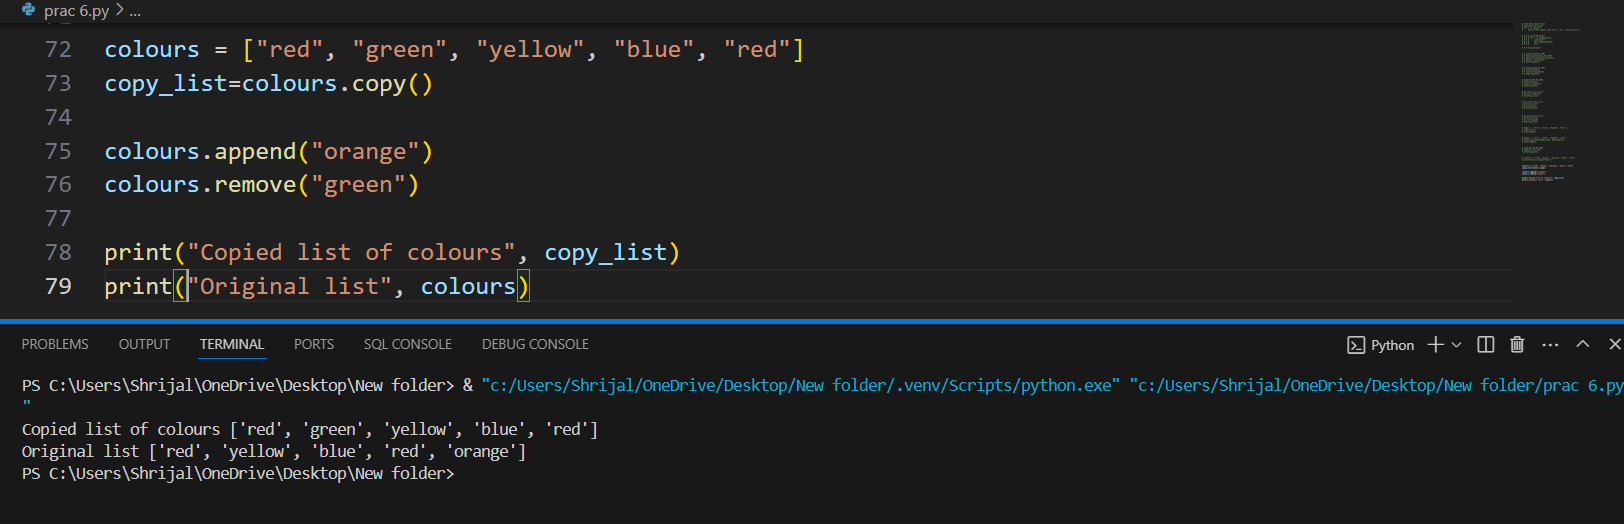 prac 6.py > ...
72 colours = ["red", "green", "yellow", "blue", "red"]
73 copy_list=colours.copy()
74
75 colours.append("orange")
76 colours.remove("green")
77
78 print("Copied list of colours", copy_list)
79 print("Original list", colours)
PROBLEMS OUTPUT TERMINAL PORTS SQL CONSOLE DEBUG CONSOLE Python
PS C:\Users\Shrijal\OneDrive\Desktop\New folder> & "c:/Users/Shrijal/OneDrive/Desktop/New folder/.venv/Scripts/python.exe" "c:/Users/Shrijal/OneDrive/Desktop/New folder/prac 6.py
"
Copied list of colours ['red', 'green', 'yellow', 'blue', 'red']
Original list ['red', 'yellow', 'blue', 'red', 'orange']
PS C:\Users\Shrijal\OneDrive\Desktop\New folder>